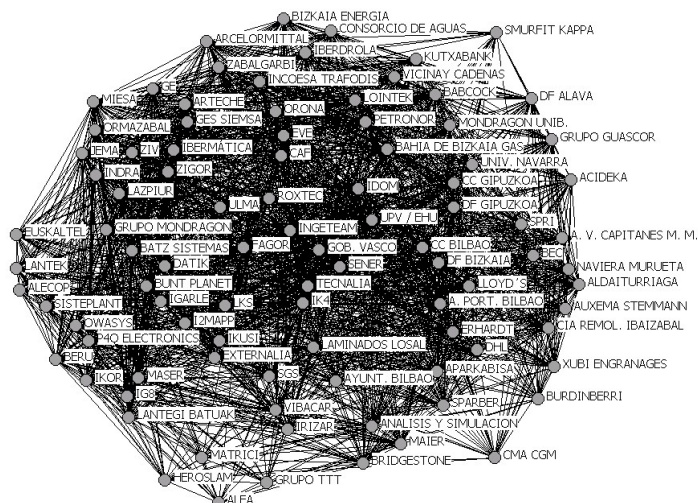 BIZKAIA ENERGIA
CONSORCIO DE AGUAS
SMURFIT KAPPA
ARCELORMITTAL
IBERDROLA
ZABALGARBI
KUTXABANK
INCOESA TRAFODIS
VICINAY CADENAS
GE
BABCOCK
MIESA
ARTECHE
ORONA
LOINTEK
DF ALAVA
GES SIEMSA
PETRONOR
MONDRAGON UNIB.
ORMAZABAL
EVE
GRUPO GUASCOR
JEMA
ZIV
IBERMÁTICA
CAF
BAHIA DE BIZKAIA GAS
UNIV. NAVARRA
INDRA
ZIGOR
CC GIPUZKOA
ACIDEKA
LAZPIUR
ULMA
ROXTEC
IDOM
DF GIPUZKOA
UPV / EHU
SPRI
EUSKALTEL
GRUPO MONDRAGON
INGETEAM
A. V. CAPITANES M. M.
BATZ SISTEMAS
FAGOR
GOB. VASCO
CC BILBAO
BEC
LANTEK
DATIK
SENER
DF BIZKAIA
NAVIERA MURUETA
ALECOP
BUNT PLANET
TECNALIA
LLOYD´S
ALDAITURRIAGA
SISTEPLANT
IGARLE
LKS
IK4
A. PORT. BILBAO
AUXEMA STEMMANN
OWASYS
I2MAPP
CIA REMOL. IBAIZABAL
P4Q ELECTRONICS
IKUSI
LAMINADOS LOSAL
ERHARDT
BERU
EXTERNALIA
DHL
XUBI ENGRANAGES
IKOR
MASER
SGS
AYUNT. BILBAO
APARKABISA
IG8
BURDINBERRI
LANTEGI BATUAK
VIBACAR
SPARBER
IRIZAR
ANALISIS Y SIMULACION
MAIER
MATRICI
BRIDGESTONE
CMA CGM
HEROSLAM
GRUPO TTT
ALFA